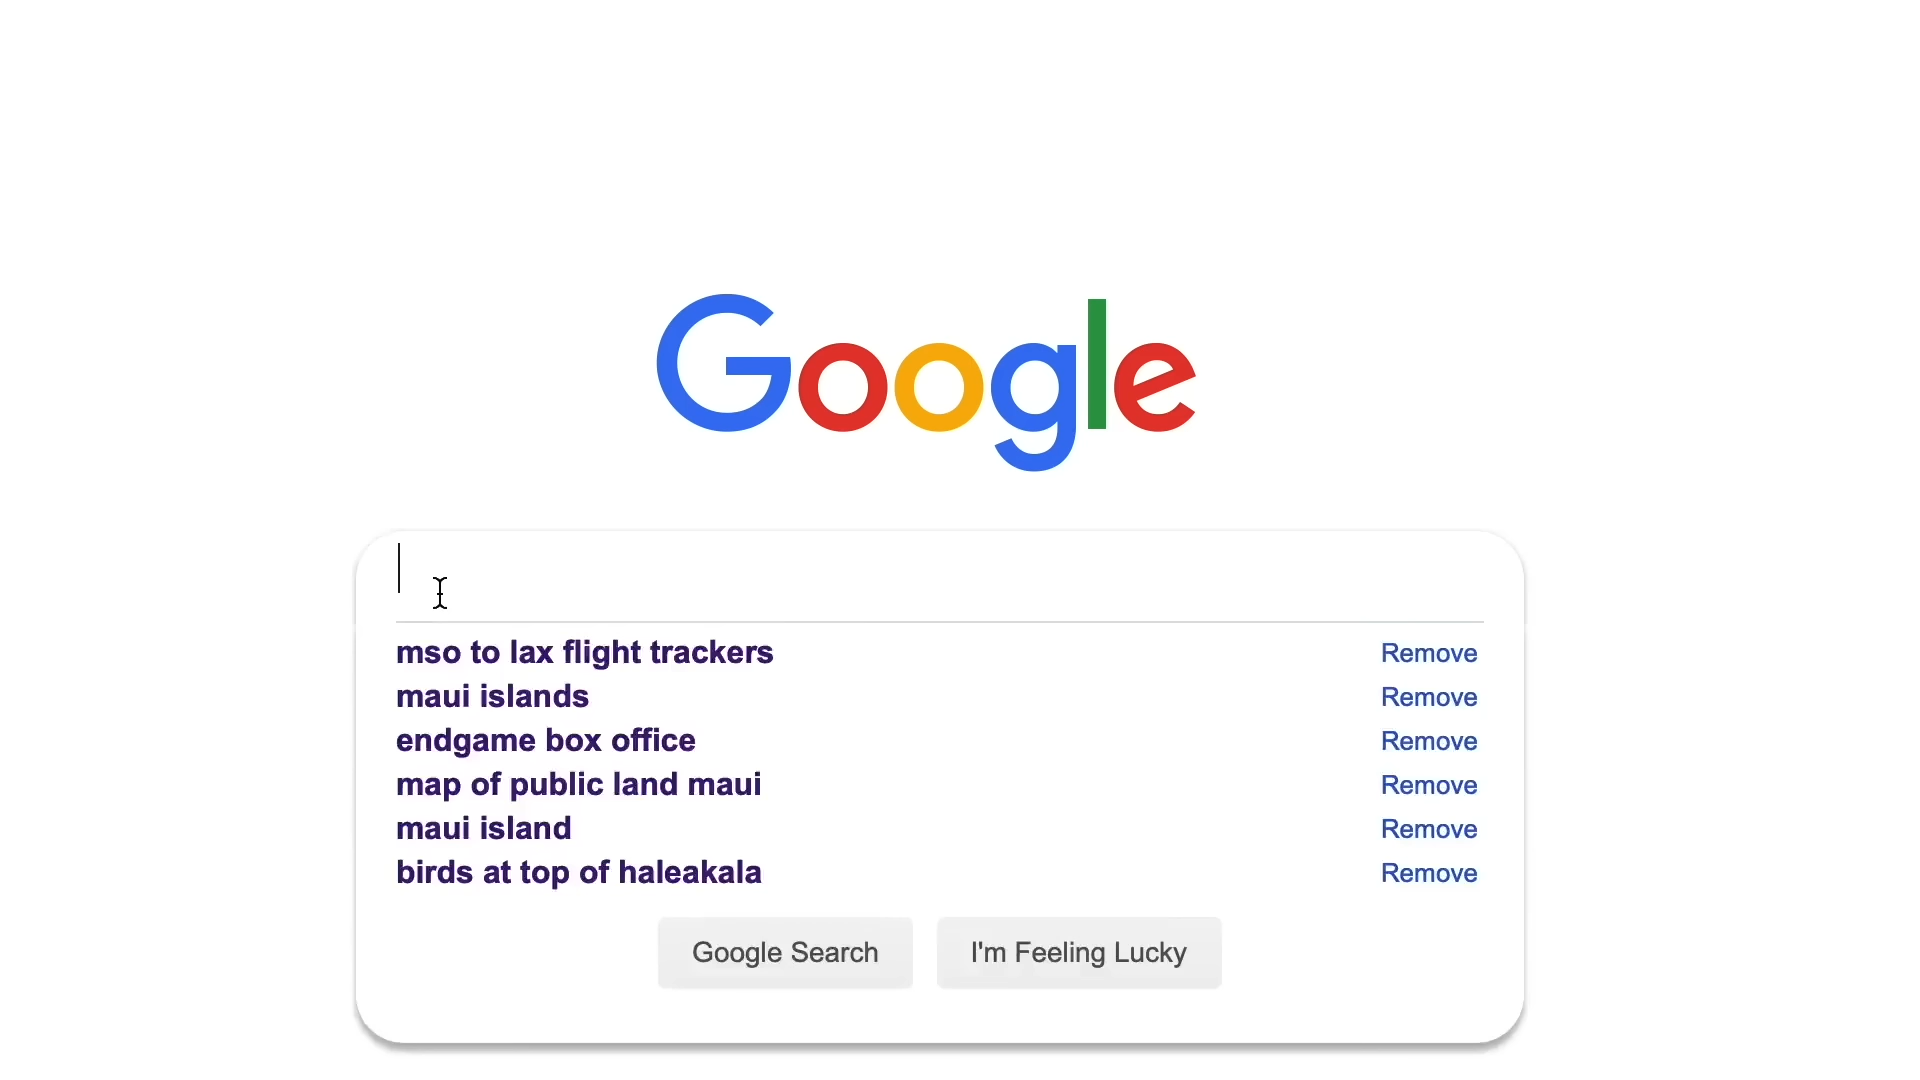 Google
mso to lax flight trackers Remove
maui islands Remove
endgame box office Remove
map of public land maui Remove
maui island Remove
birds at top of haleakala Remove
Google Search I'm Feeling Lucky